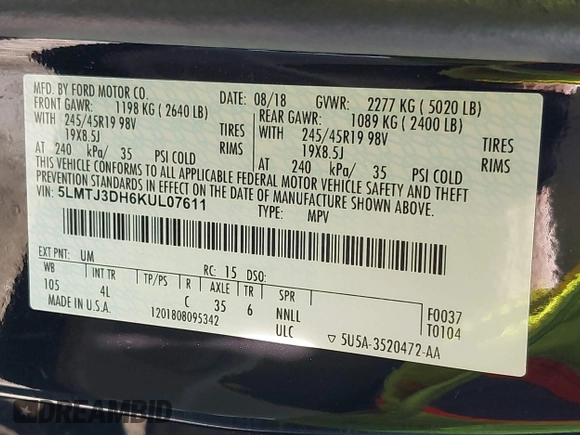 MFD. BY FORD MOTOR CO.
DATE: 08/18
GVWR: 2277 KG ( 5020 LB)
FRONT GAWR: 1198 KG ( 2640 LB)
REAR GAWR: 1089 KG ( 2400 LB)
WITH 245/45R19 98V TIRES
WITH 245/45R19 98V TIRES
19X8.5J
19X8.5J RIMS
AT 240 kPa/ 35 PSI COLD
AT 240 kPa/ 35 PSI COLD
THIS VEHICLE CONFORMS TO ALL APPLICABLE FEDERAL MOTOR VEHICLE SAFETY AND THEFT
PREVENTION STANDARDS IN EFFECT ON THE DATE OF MANUFACTURE SHOWN ABOVE.
VIN: 5LMTJ3DH6KUL07611
TYPE: MPV
EXT PNT: UM
RC: 15 DSO:
WB INT TR TP/PS R AXLE TR SPR
105 4L C 35 6 NNLL
F0037
MADE IN U.S.A.
1201808095342
ULC
T0104
5U5A-3520472-AA
DREAMBID